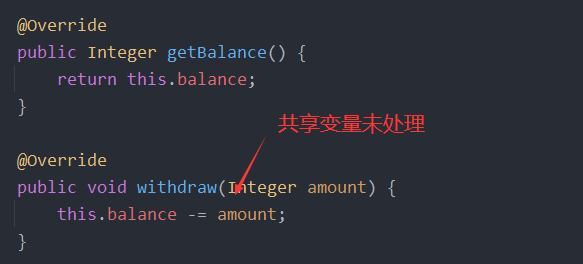 @Override
public Integer getBalance() {
    return this.balance;
}
共享变量未处理
@Override
public void withdraw(Integer amount) {
    this.balance -= amount;
}